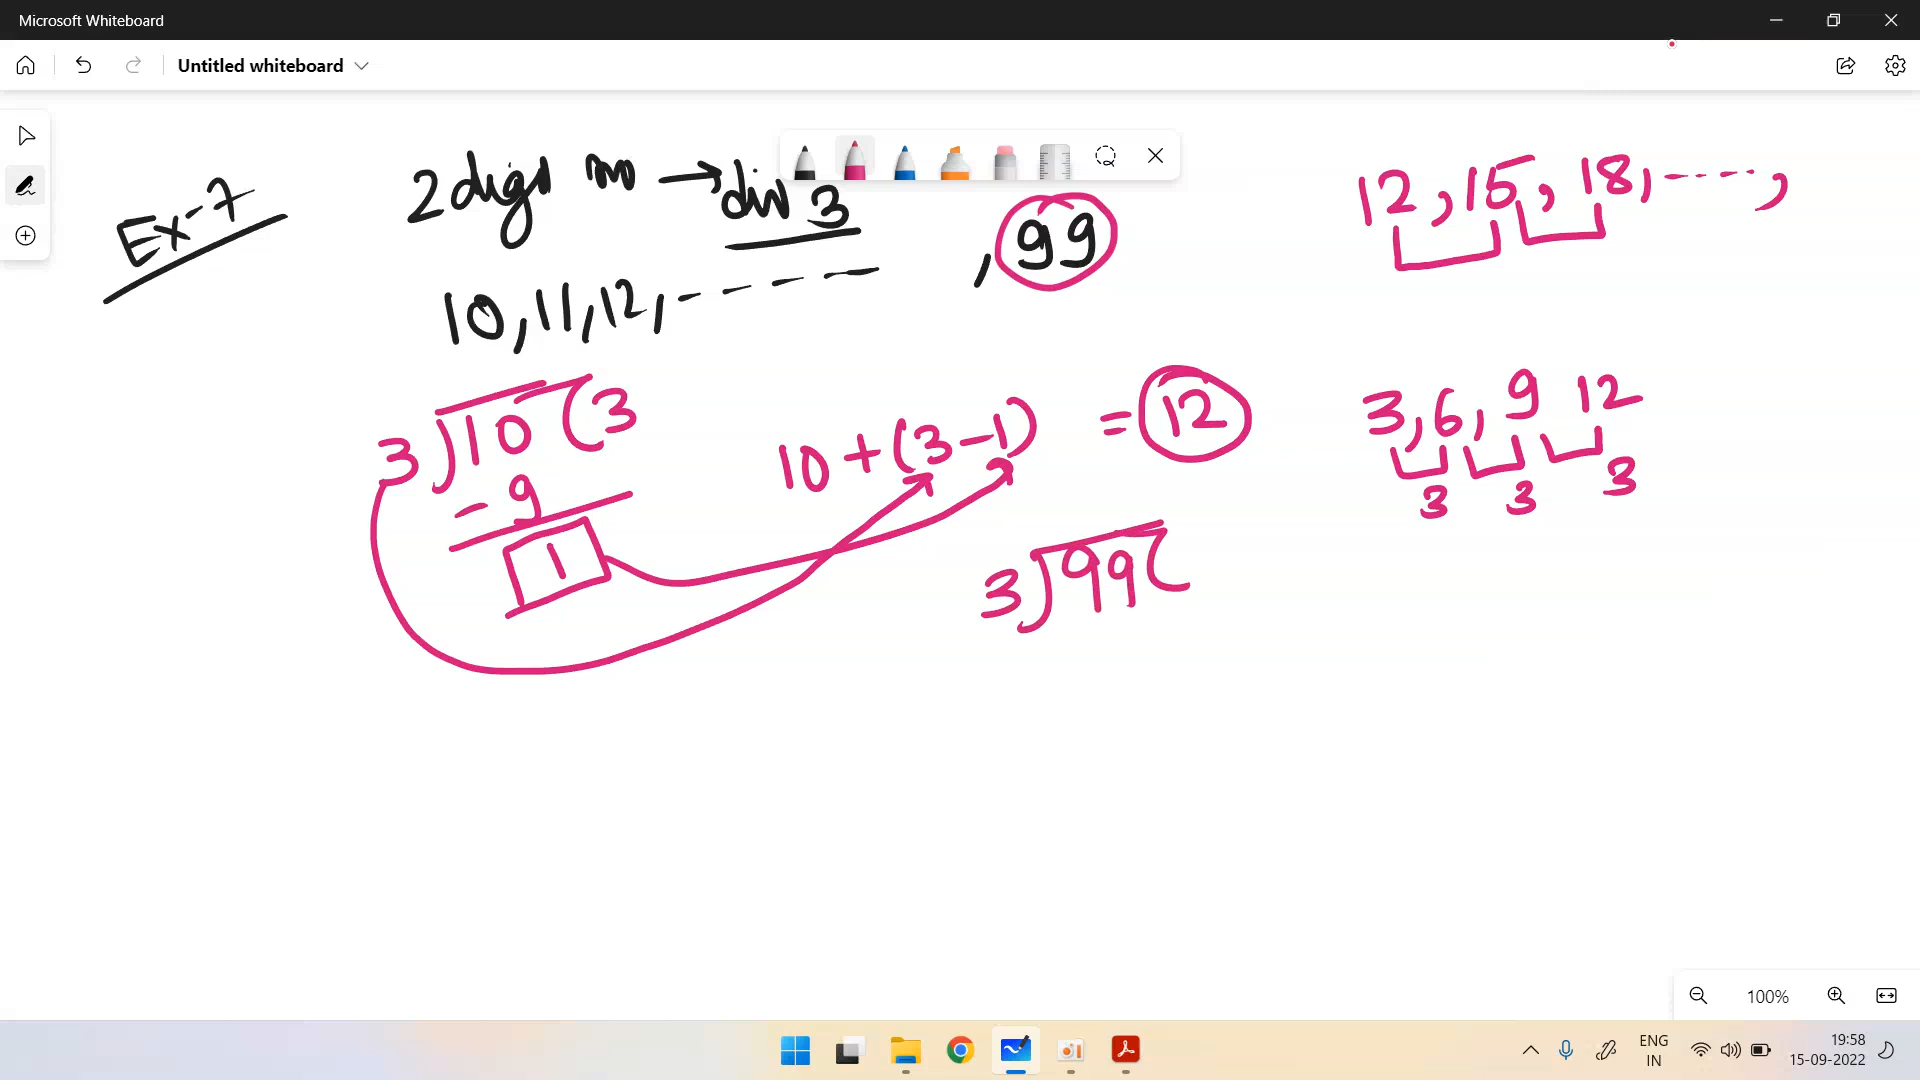 Microsoft Whiteboard
Untitled whiteboard
Ex-7
2 digit no → div 3
10, 11, 12, - - - - - , 99
12, 15, 18, ----- ,
3)10(3
- 9
1
10 + (3 - 1) = 12
3, 6, 9 12
3 3 3
3)99(
100%
ENG
IN
19:58
15-09-2022